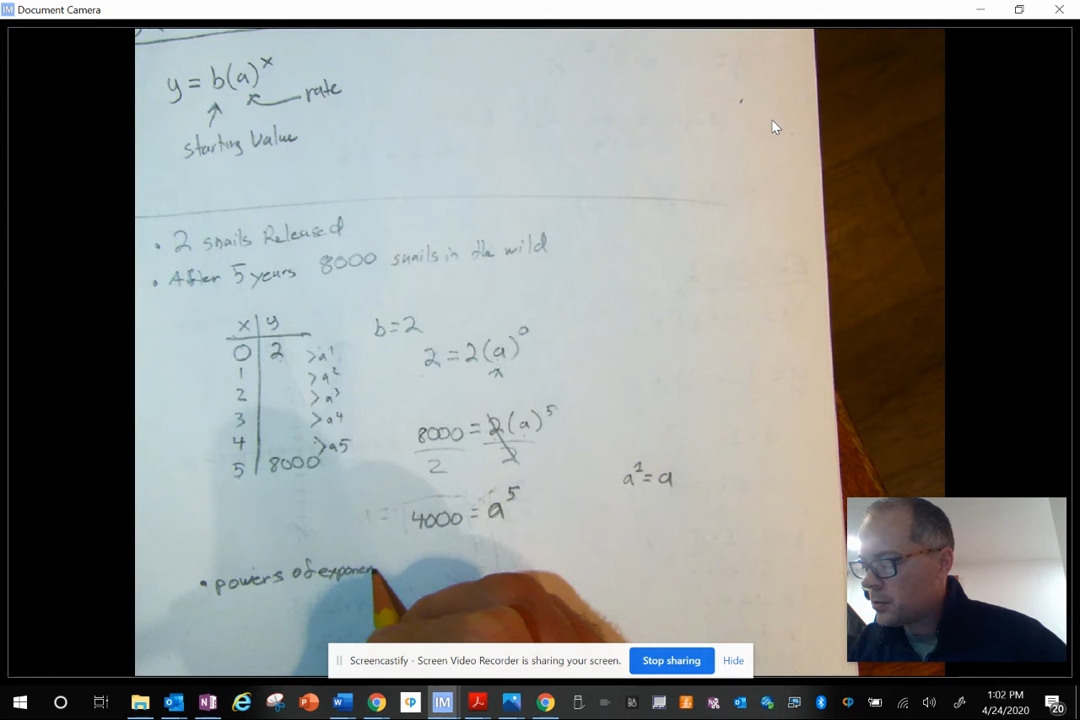 Document Camera
y = b(a)^x
rate
starting Value
• 2 snails Released
• After 5 years 8000 snails in the wild
x | y
0 | 2
1
2
3
4
5 | 8000
>a^1
>a^2
>a^3
>a^4
>a^5
b = 2
2 = 2(a)^0
8000 = 2(a)^5
2 2
4000 = a^5
a^1 = a
• powers of exponen
Screencastify - Screen Video Recorder is sharing your screen.
Stop sharing
Hide
1:02 PM
4/24/2020
20